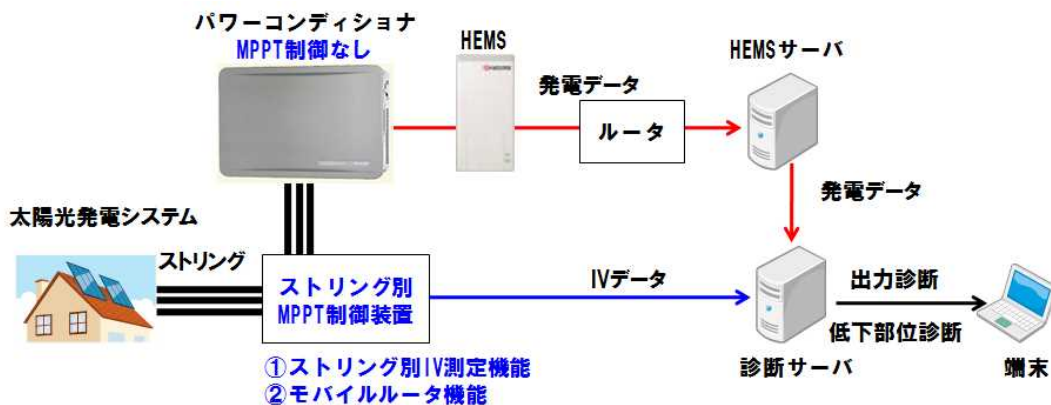 パワーコンディショナ
MPPT制御なし
HEMS
発電データ
ルータ
HEMSサーバ
発電データ
太陽光発電システム
ストリング
ストリング別
MPPT制御装置
IVデータ
出力診断
低下部位診断
診断サーバ
端末
①ストリング別IV測定機能
②モバイルルータ機能